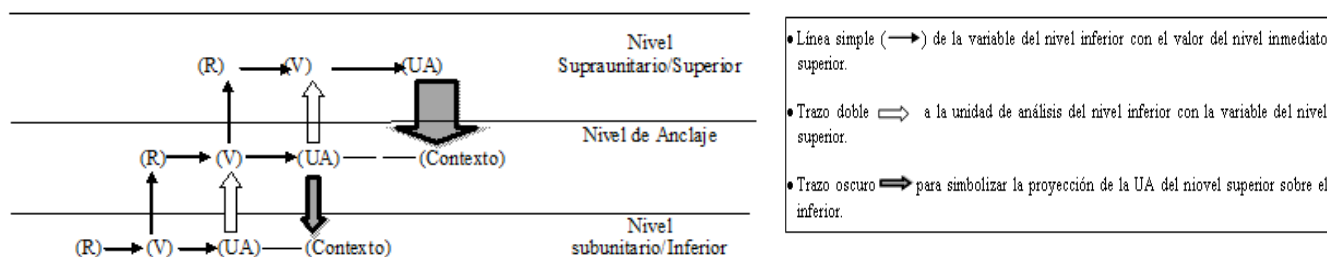 Nivel
Supraunitario/Superior
(R)
(V)
(UA)
Nivel de Anclaje
(R)
(V)
(UA)
(Contexto)
Nivel
subunitario/Inferior
(R)
(V)
(UA)
(Contexto)
• Línea simple ( ) de la variable del nivel inferior con el valor del nivel inmediato
superior.
• Trazo doble a la unidad de análisis del nivel inferior con la variable del nivel
superior.
• Trazo oscuro para simbolizar la proyección de la UA del niovel superior sobre el
inferior.